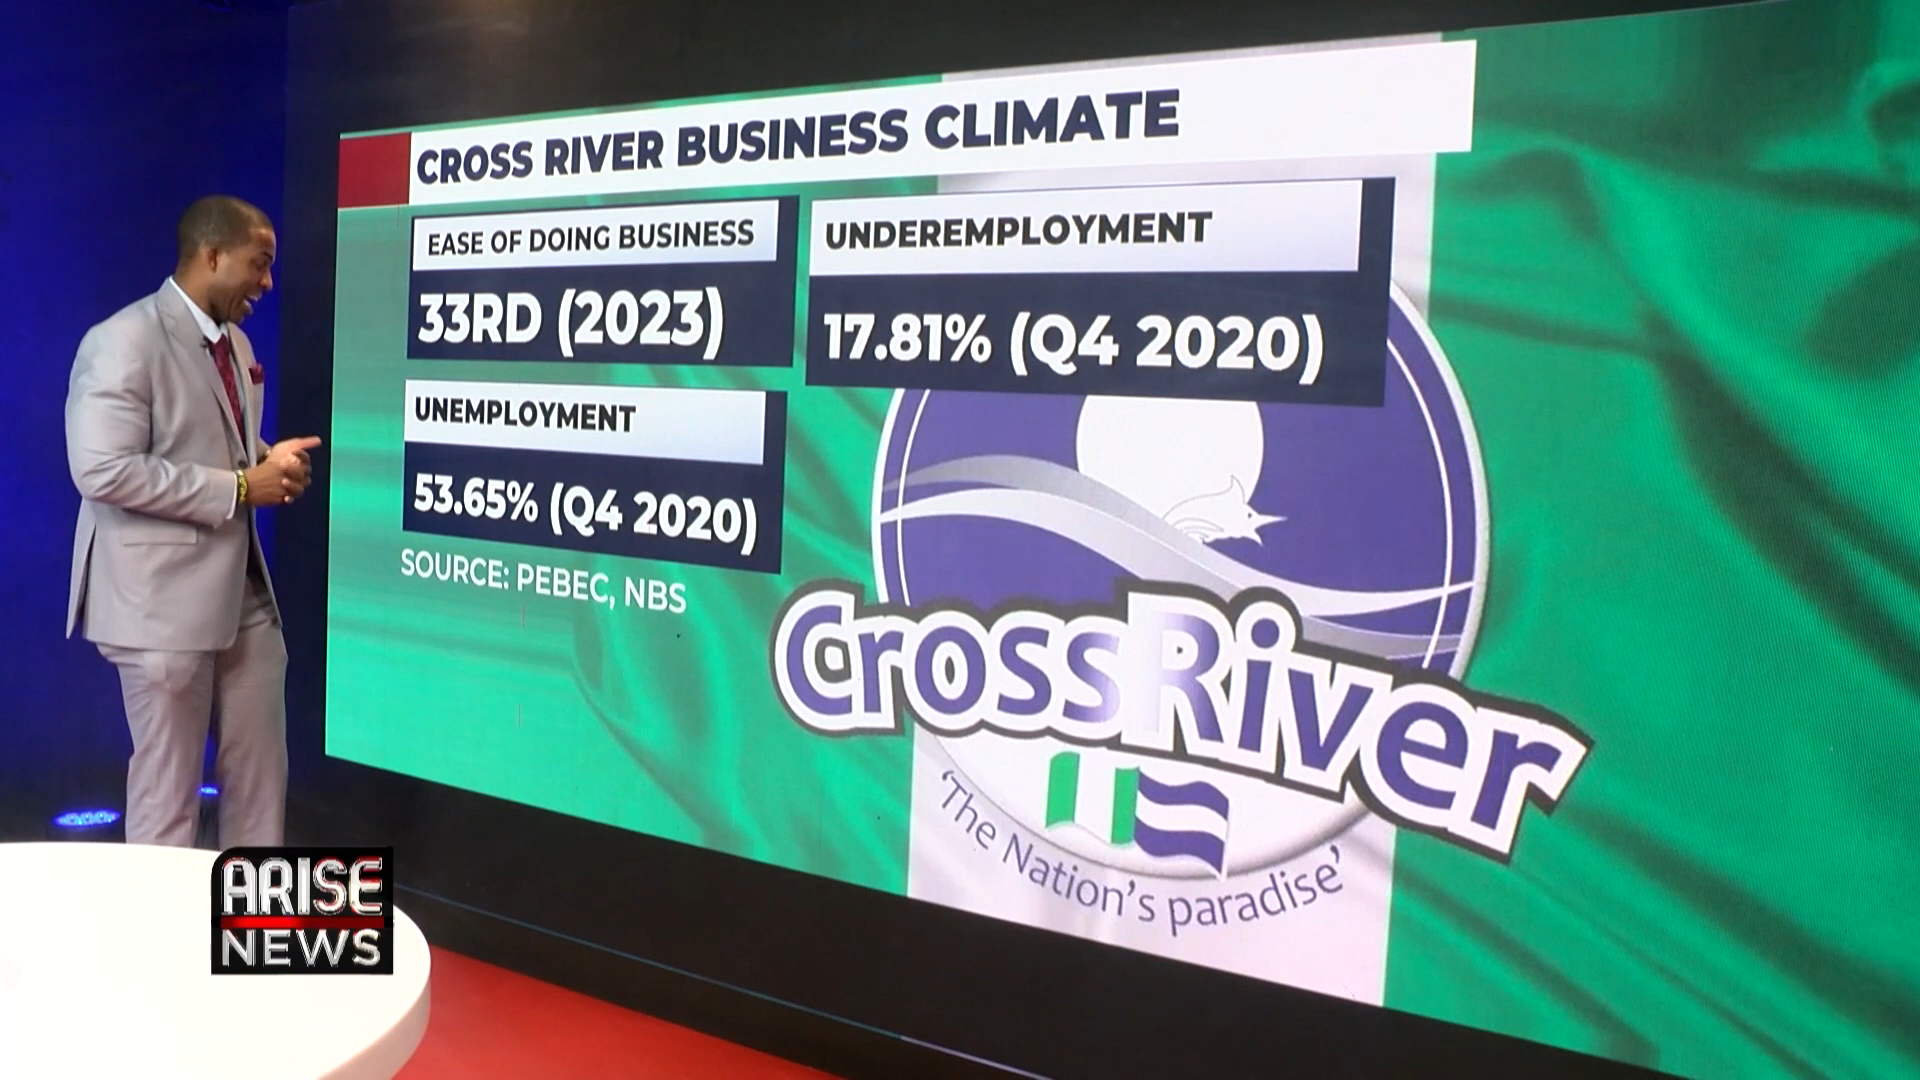 CROSS RIVER BUSINESS CLIMATE
EASE OF DOING BUSINESS
33RD (2023)
UNDEREMPLOYMENT
17.81% (Q4 2020)
UNEMPLOYMENT
53.65% (Q4 2020)
SOURCE: PEBEC, NBS
CrossRiver
'The Nation's paradise'
ARISE
NEWS